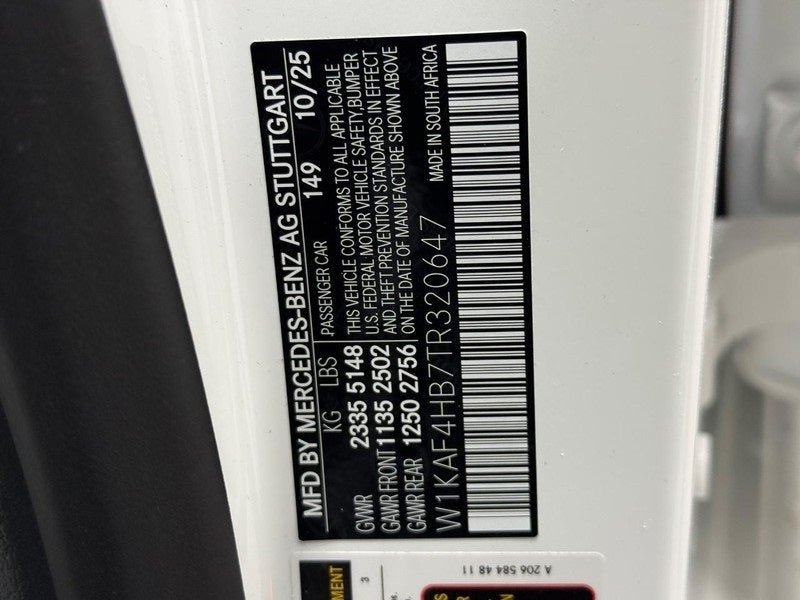 MFD BY MERCEDES-BENZ AG STUTTGART
KG LBS PASSENGER CAR 149 10/25
GVWR 2335 5148
GAWR FRONT 1135 2502
GAWR REAR 1250 2756
THIS VEHICLE CONFORMS TO ALL APPLICABLE
U.S. FEDERAL MOTOR VEHICLE SAFETY,BUMPER
AND THEFT PREVENTION STANDARDS IN EFFECT
ON THE DATE OF MANUFACTURE SHOWN ABOVE
W1KAF4HB7TR320647 MADE IN SOUTH AFRICA
A 206 584 48 11
3